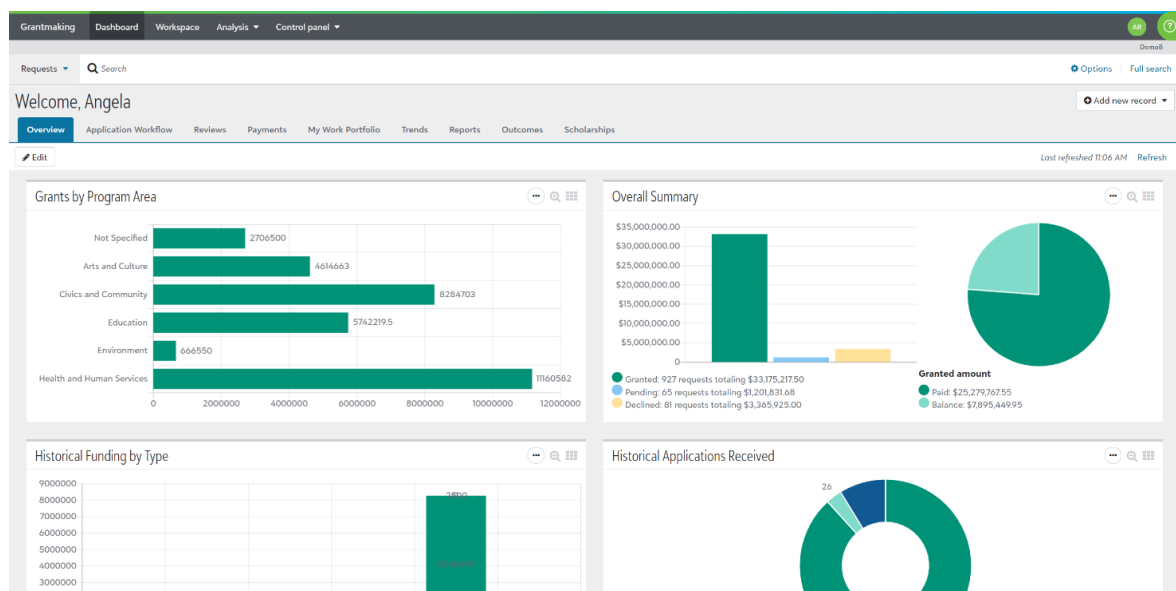 Grantmaking Dashboard Workspace Analysis Control panel AR ?
Demo8
Requests Search Options Full search
Welcome, Angela Add new record
Overview Application Workflow Reviews Payments My Work Portfolio Trends Reports Outcomes Scholarships
Edit Last refreshed 11:06 AM Refresh
Grants by Program Area
Not Specified 2706500
Arts and Culture 4614663
Civics and Community 8284703
Education 5742219.5
Environment 666550
Health and Human Services 11160582
0 2000000 4000000 6000000 8000000 10000000 12000000
Overall Summary
$35,000,000.00
$30,000,000.00
$25,000,000.00
$20,000,000.00
$15,000,000.00
$10,000,000.00
$5,000,000.00
0
Granted: 927 requests totaling $33,175,217.50
Pending: 65 requests totaling $1,201,831.68
Declined: 81 requests totaling $3,365,925.00
Granted amount
Paid: $25,279,767.55
Balance: $7,895,449.95
Historical Funding by Type
9000000
8000000
7000000
6000000
5000000
4000000
3000000
Historical Applications Received
26